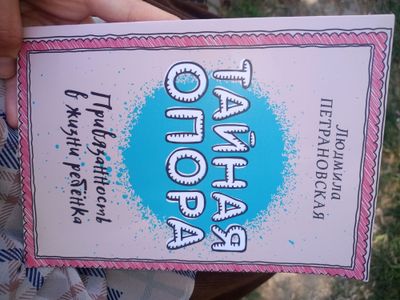 Людмила
ПЕТРАНОВСКАЯ
ТАЙНАЯ
ОПОРА
Привязанность
в жизни ребёнка